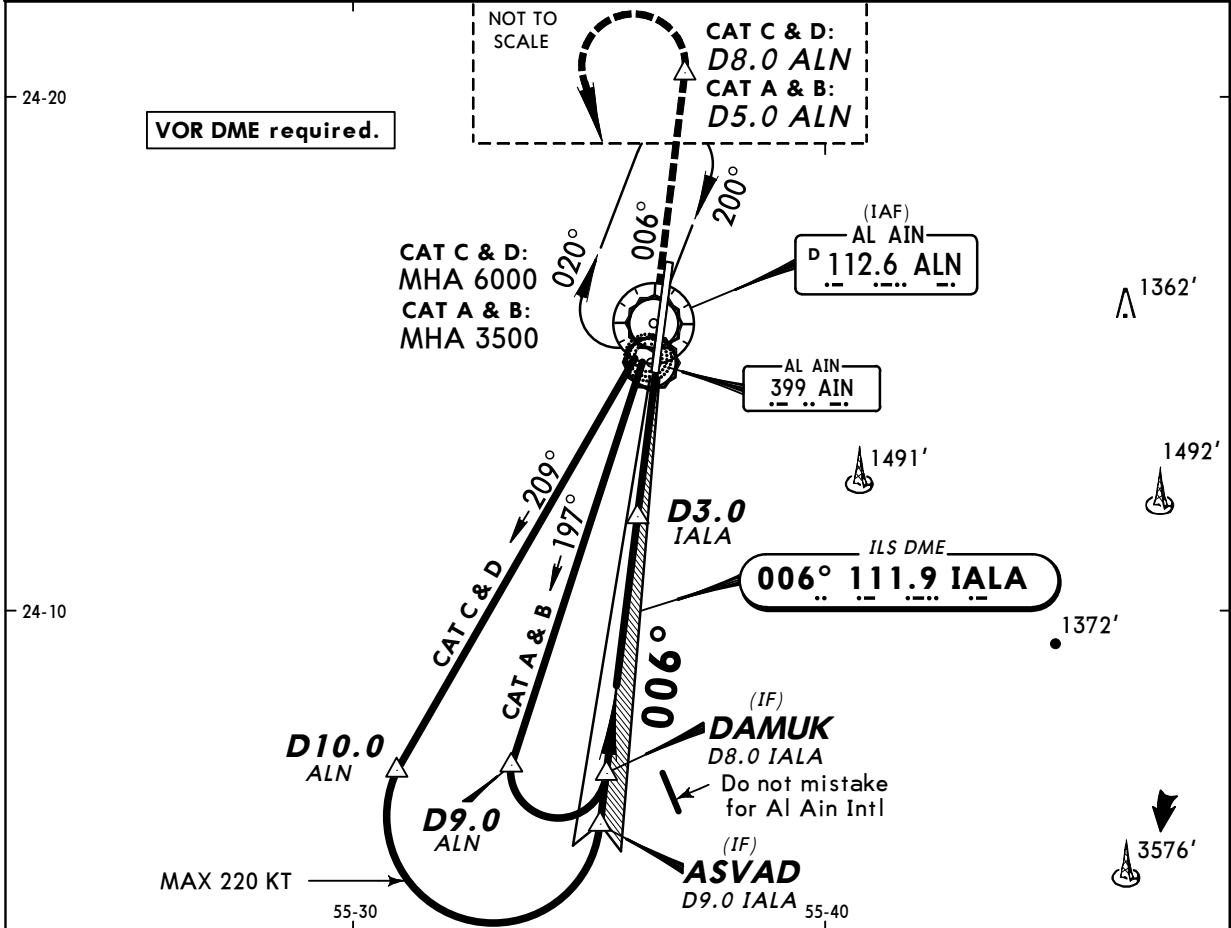 NOT TO
SCALE
CAT C & D:
D8.0 ALN
CAT A & B:
D5.0 ALN
24-20
VOR DME required.
200°
006°
020°
CAT C & D:
MHA 6000
CAT A & B:
MHA 3500
(IAF)
AL AIN
D 112.6 ALN
1362'
AL AIN
399 AIN
1491'
1492'
209°
197°
D3.0
IALA
ILS DME
006° 111.9 IALA
24-10
1372'
CAT C & D
CAT A & B
006°
(IF)
DAMUK
D8.0 IALA
D10.0
ALN
Do not mistake
for Al Ain Intl
D9.0
ALN
(IF)
ASVAD
D9.0 IALA
3576'
MAX 220 KT
55-30
55-40